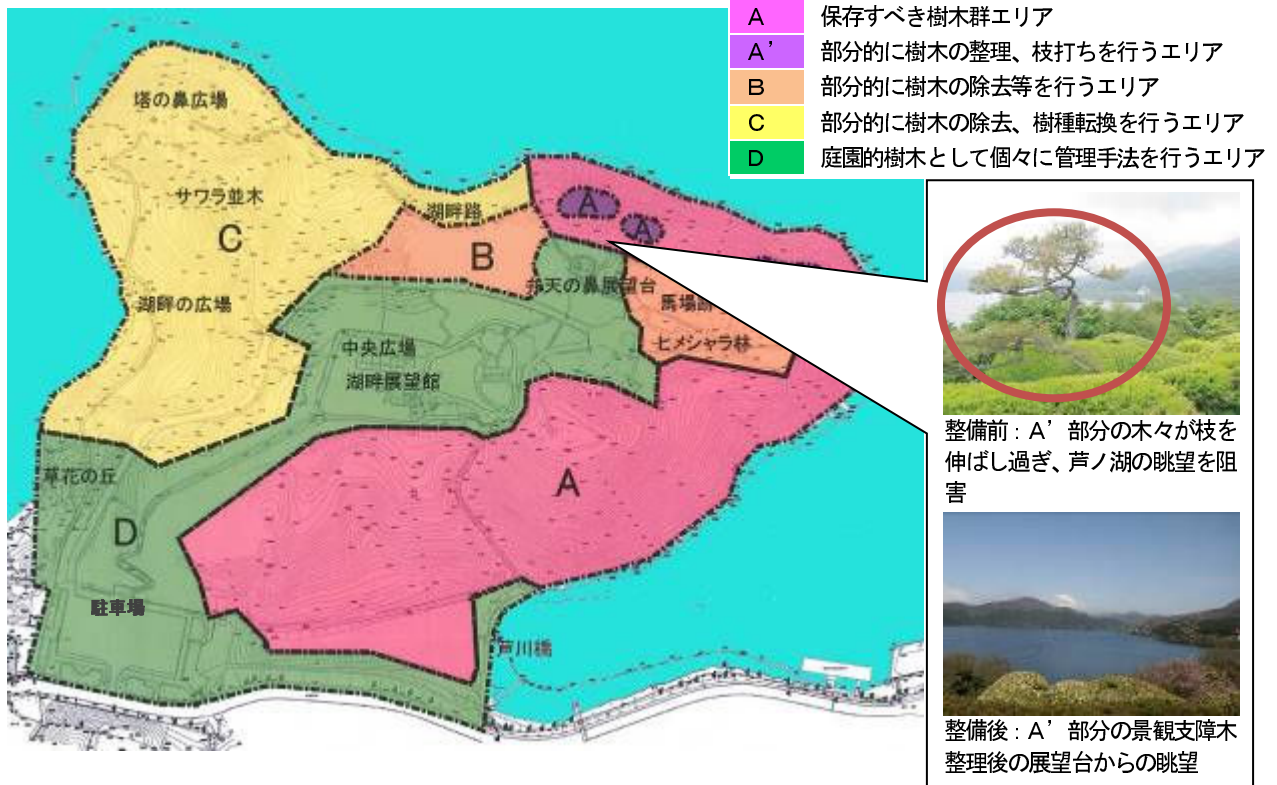 A 保存すべき樹木群エリア
A’ 部分的に樹木の整理、枝打ちを行うエリア
B 部分的に樹木の除去等を行うエリア
C 部分的に樹木の除去、樹種転換を行うエリア
D 庭園的樹木として個々に管理手法を行うエリア
塔の鼻広場
サワラ並木
C
湖畔路
A
A
B
弁天の鼻展望台
湖畔の広場
馬場跡
ヒメシャラ林
中央広場
湖畔展望館
草花の丘
A
D
駐車場
芦川橋
整備前：A’部分の木々が枝を
伸ばし過ぎ、芦ノ湖の眺望を阻
害
整備後：A’部分の景観支障木
整理後の展望台からの眺望